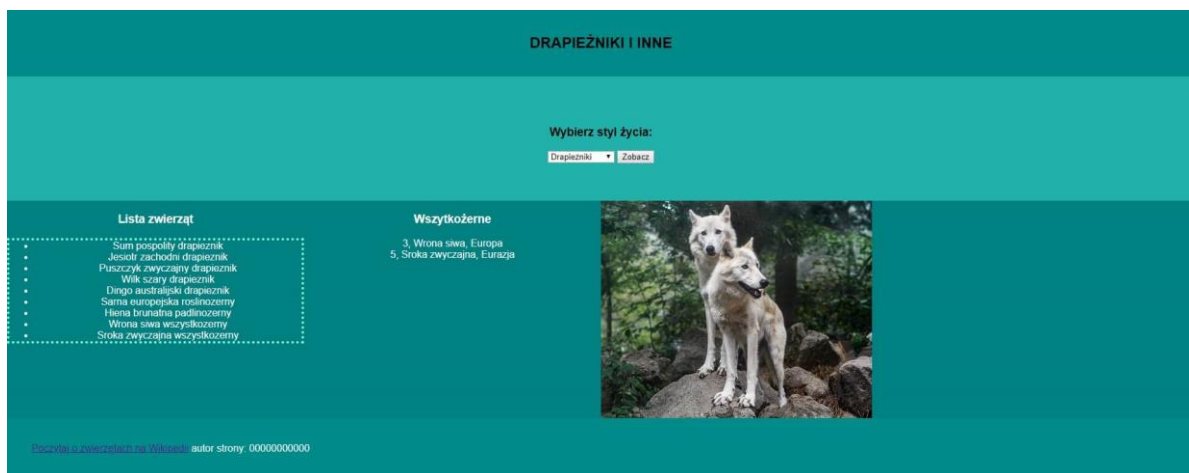 DRAPIEŻNIKI I INNE
Wybierz styl życia:
Drapiezniki
Zobacz
Lista zwierząt
Sum pospolity drapieznik
Jesiotr zachodni drapieznik
Puszczyk zwyczajny drapieznik
Wilk szary drapieznik
Dingo australijski drapieznik
Sarna europejska roslinozerny
Hiena brunatna padlinozerny
Wrona siwa wszystkozerny
Sroka zwyczajna wszystkozerny
Wszytkożerne
3, Wrona siwa, Europa
5, Sroka zwyczajna, Eurazja
Poczytaj o zwierzętach na Wikipedii autor strony: 00000000000